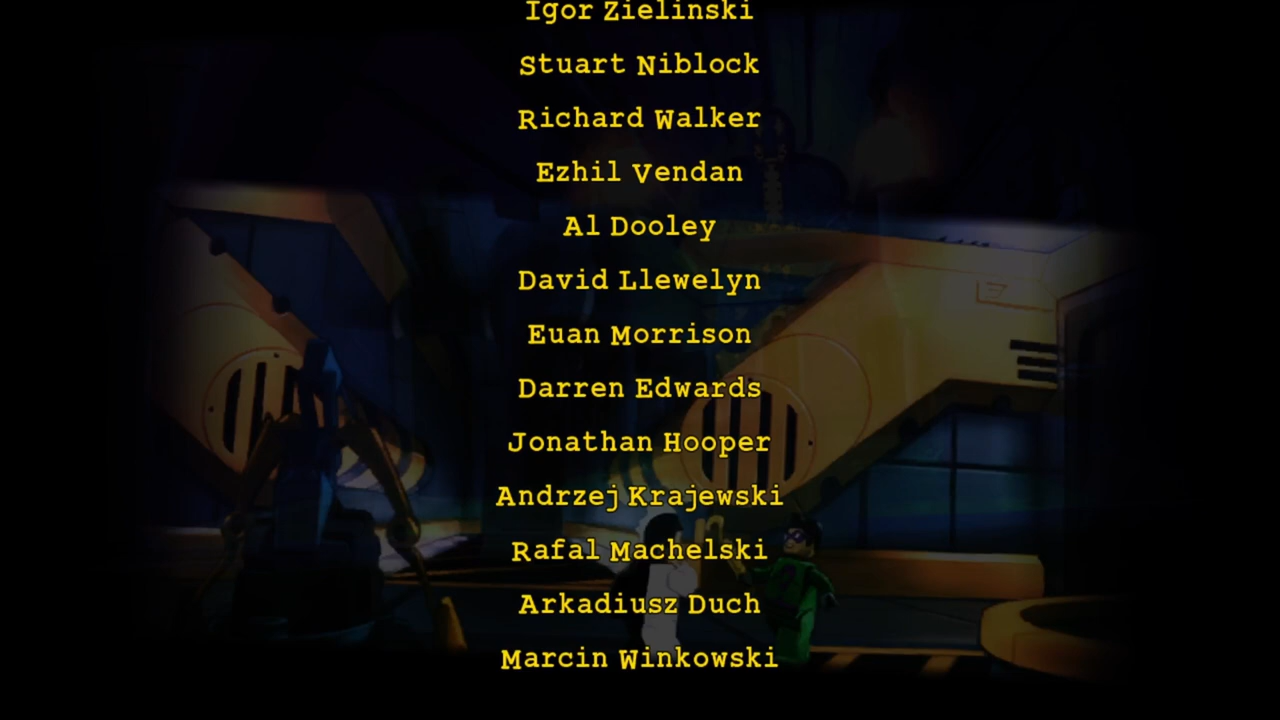 Igor Zielinski
Stuart Niblock
Richard Walker
Ezhil Vendan
Al Dooley
David Llewelyn
Euan Morrison
Darren Edwards
Jonathan Hooper
Andrzej Krajewski
Rafal Machelski
Arkadiusz Duch
Marcin Winkowski